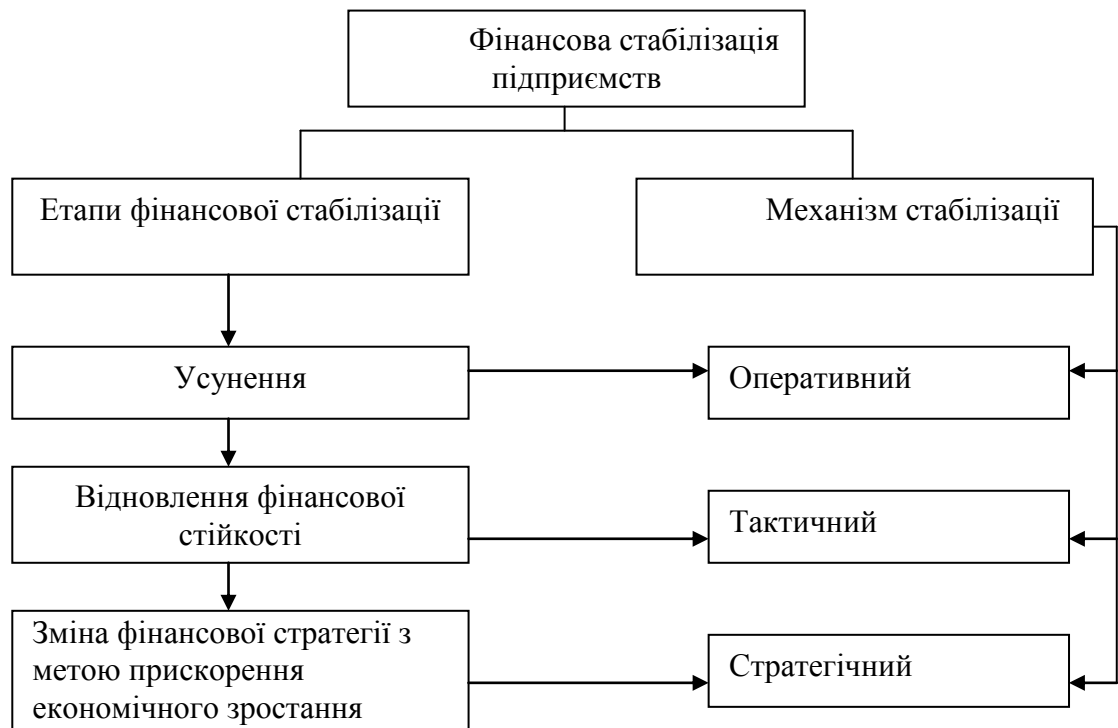 Фінансова стабілізація
підприємств
Етапи фінансової стабілізації
Механізм стабілізації
Усунення
Оперативний
Відновлення фінансової
стійкості
Тактичний
Зміна фінансової стратегії з
метою прискорення
економічного зростання
Стратегічний